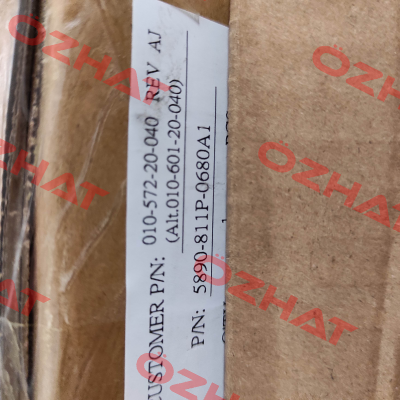 CUSTOMER P/N: 010-572-20-040 REV AJ
(Alt.010-601-20-040)
P/N: 5890-811P-0680A1
OZHAT
OZHAT
OZHAT
OZHAT
OZHAT